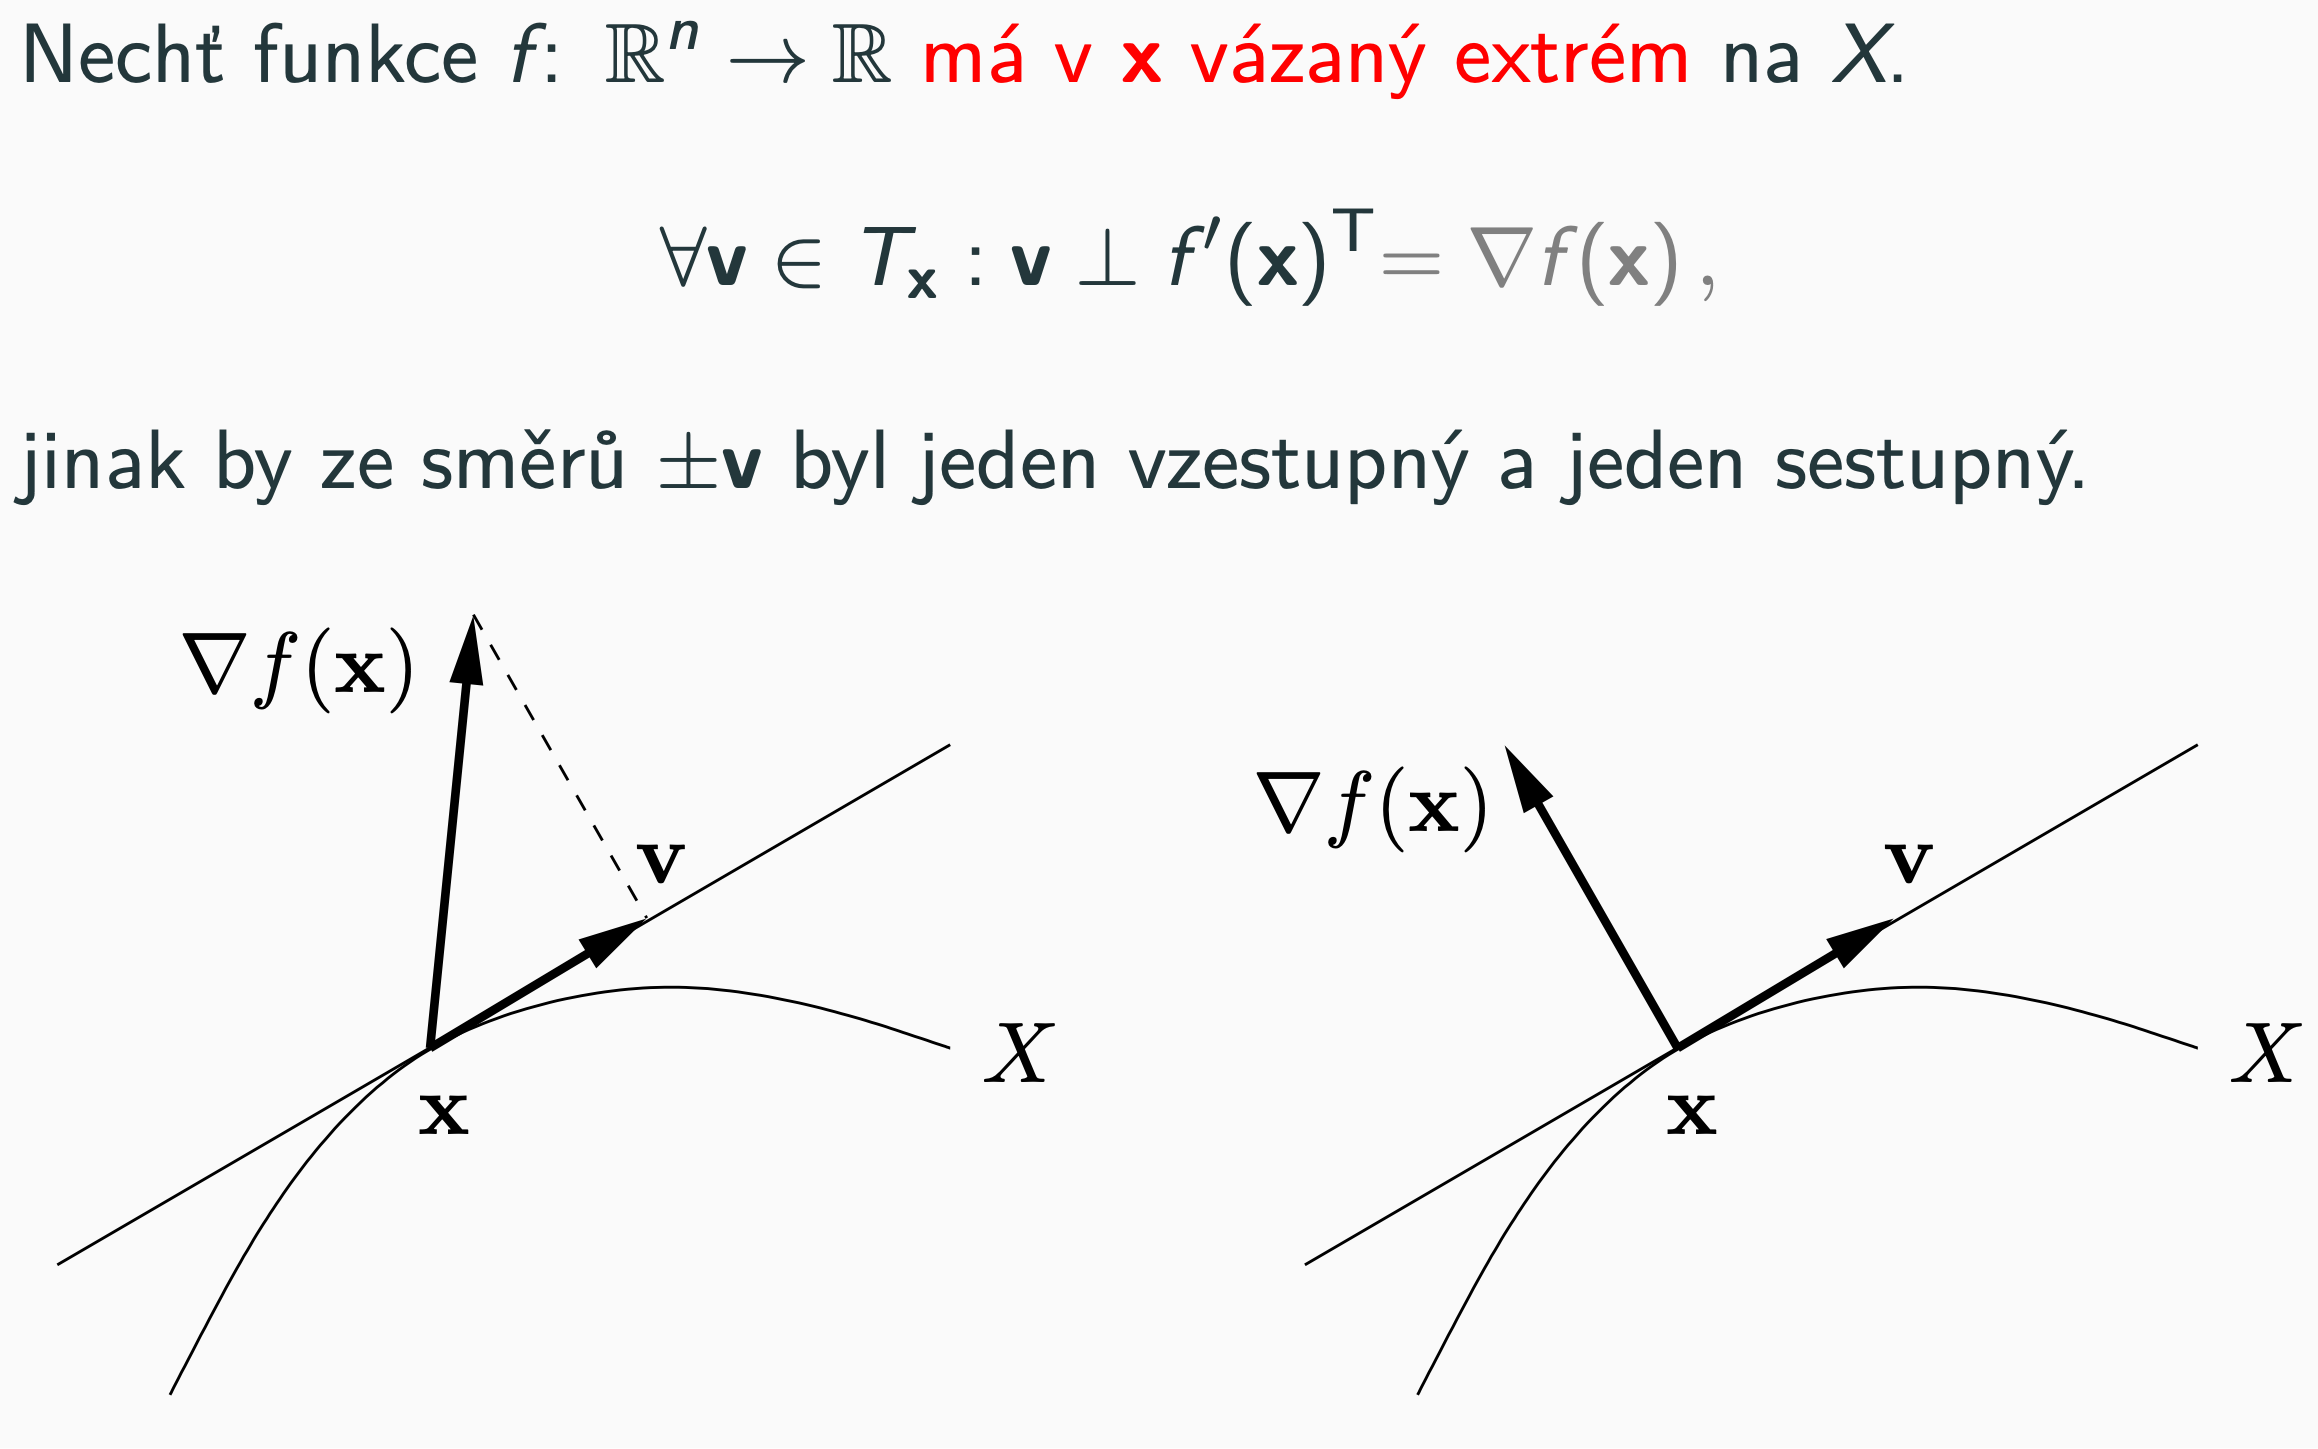 Nechť funkce f: ℝⁿ → ℝ má v x vázaný extrém na X.
∀v ∈ Tₓ : v ⊥ f′(x)ᵀ = ∇f(x) ,
jinak by ze směrů ±v byl jeden vzestupný a jeden sestupný.
∇f(x)
v
X
x
∇f(x)
v
X
x